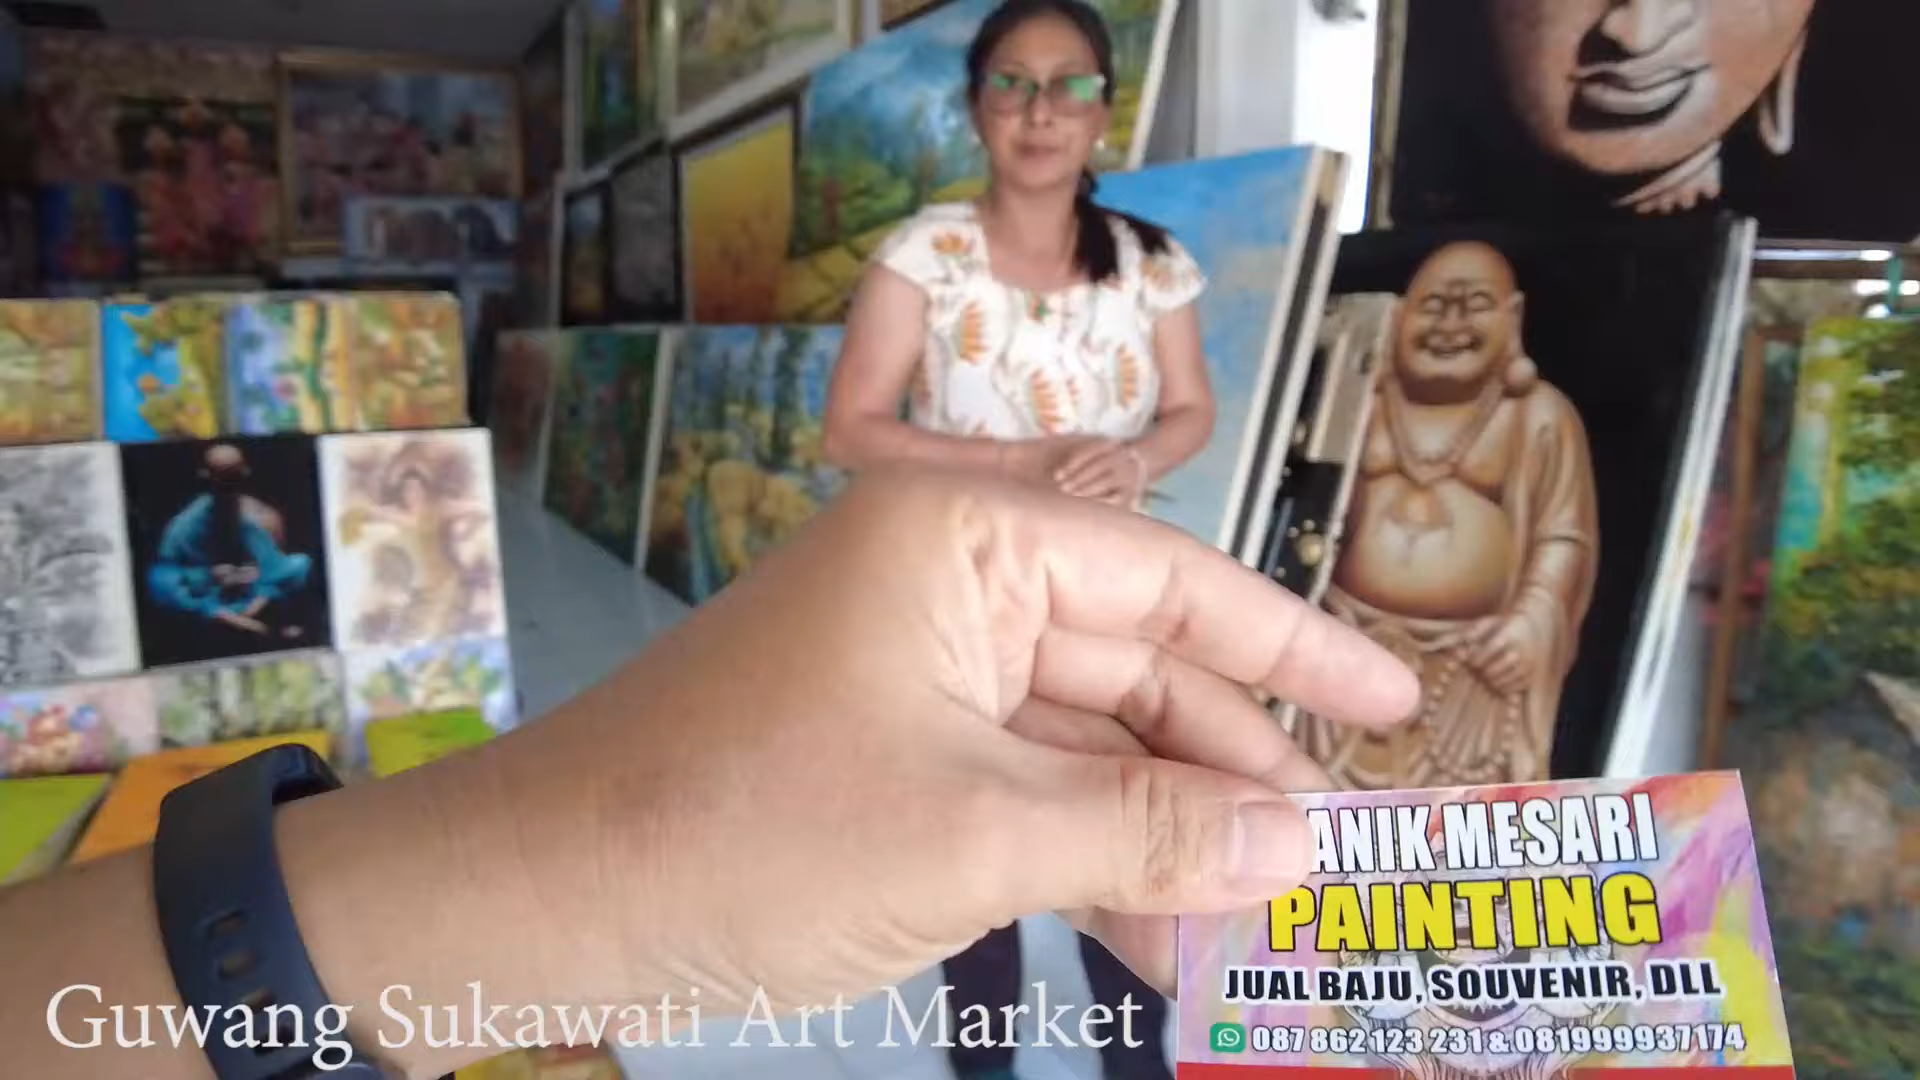 ANIK MESARI
PAINTING
JUAL BAJU, SOUVENIR, DLL
087 862 123 231 & 081999937174
Guwang Sukawati Art Market